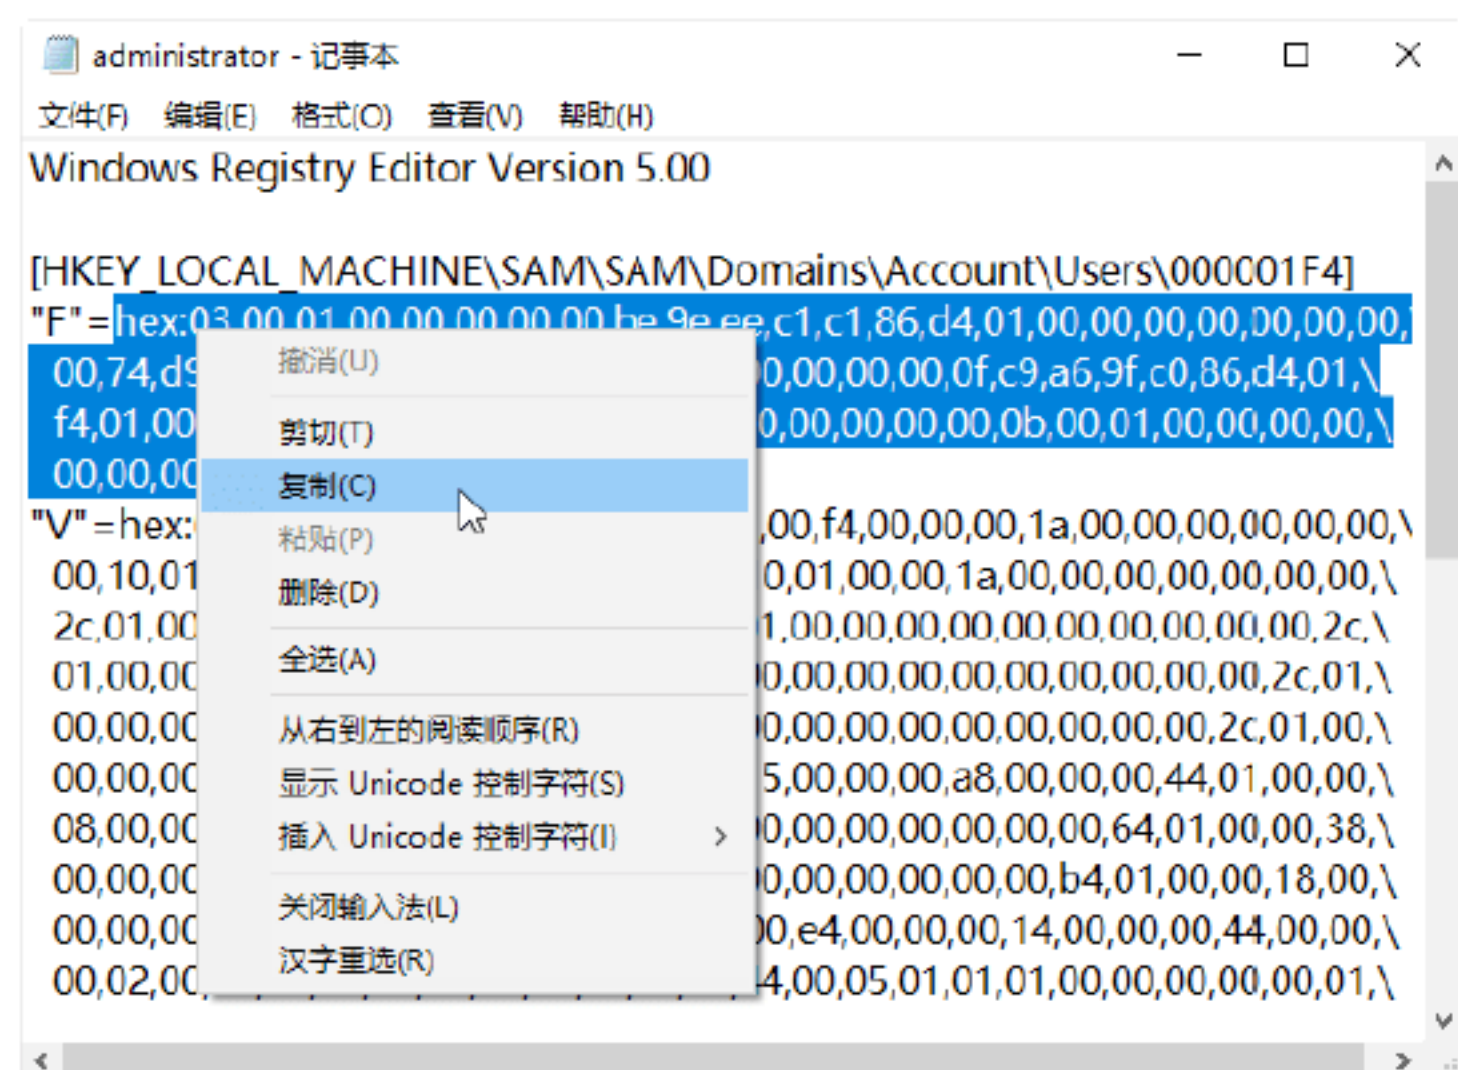 administrator - 记事本
文件(F) 编辑(E) 格式(O) 查看(V) 帮助(H)
Windows Registry Editor Version 5.00
[HKEY_LOCAL_MACHINE\SAM\SAM\Domains\Account\Users\000001F4]
"F"=hex:03,00,01,00,00,00,00,00,be,9e,ee,c1,c1,86,d4,01,00,00,00,00,00,00,00,\
00,74,d9 00,00,00,00,0f,c9,a6,9f,c0,86,d4,01,\
f4,01,00 0,00,00,00,00,0b,00,01,00,00,00,00,\
00,00,00
"V"=hex: ,00,f4,00,00,00,1a,00,00,00,00,00,00,\
00,10,01 0,01,00,00,1a,00,00,00,00,00,00,\
2c,01,00 1,00,00,00,00,00,00,00,00,00,2c,\
01,00,00 00,00,00,00,00,00,00,00,00,2c,01,\
00,00,00 00,00,00,00,00,00,00,00,2c,01,00,\
00,00,00 5,00,00,00,a8,00,00,00,44,01,00,00,\
08,00,00 00,00,00,00,00,00,64,01,00,00,38,\
00,00,00 00,00,00,00,00,b4,01,00,00,18,00,\
00,00,00 00,e4,00,00,00,14,00,00,00,44,00,00,\
00,02,00, 4,00,05,01,01,01,00,00,00,00,00,01,\
撤消(U)
剪切(T)
复制(C)
粘贴(P)
删除(D)
全选(A)
从右到左的阅读顺序(R)
显示 Unicode 控制字符(S)
插入 Unicode 控制字符(I)
关闭输入法(L)
汉字重选(R)